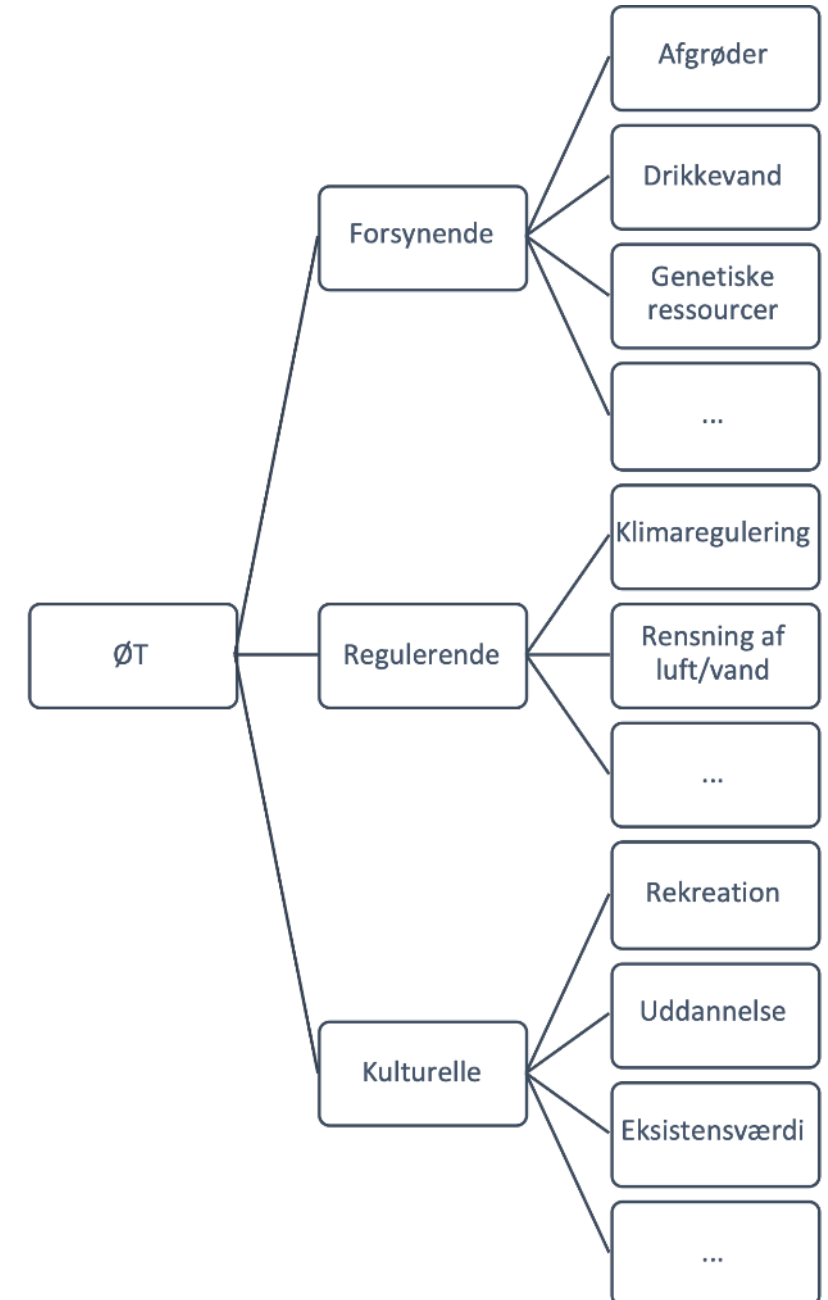 Afgrøder
Drikkevand
Forsynende
Genetiske
ressourcer
...
Klimaregulering
ØT
Regulerende
Rensning af
luft/vand
...
Rekreation
Uddannelse
Kulturelle
Eksistensværdi
...